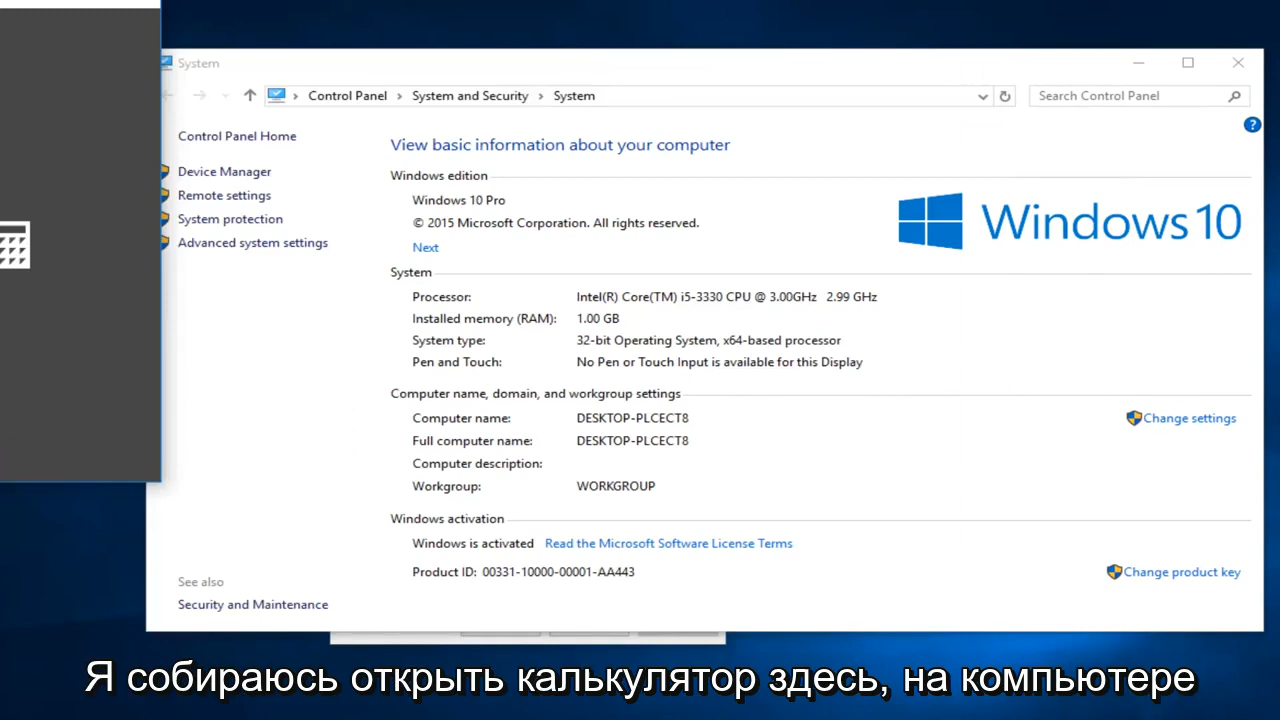 System
Control Panel > System and Security > System
Search Control Panel
Control Panel Home
Device Manager
Remote settings
System protection
Advanced system settings
See also
Security and Maintenance
View basic information about your computer
Windows edition
Windows 10 Pro
© 2015 Microsoft Corporation. All rights reserved.
Next
Windows 10
System
Processor: Intel(R) Core(TM) i5-3330 CPU @ 3.00GHz 2.99 GHz
Installed memory (RAM): 1.00 GB
System type: 32-bit Operating System, x64-based processor
Pen and Touch: No Pen or Touch Input is available for this Display
Computer name, domain, and workgroup settings
Computer name: DESKTOP-PLCECT8
Change settings
Full computer name: DESKTOP-PLCECT8
Computer description:
Workgroup: WORKGROUP
Windows activation
Windows is activated Read the Microsoft Software License Terms
Product ID: 00331-10000-00001-AA443
Change product key
Я собираюсь открыть калькулятор здесь, на компьютере